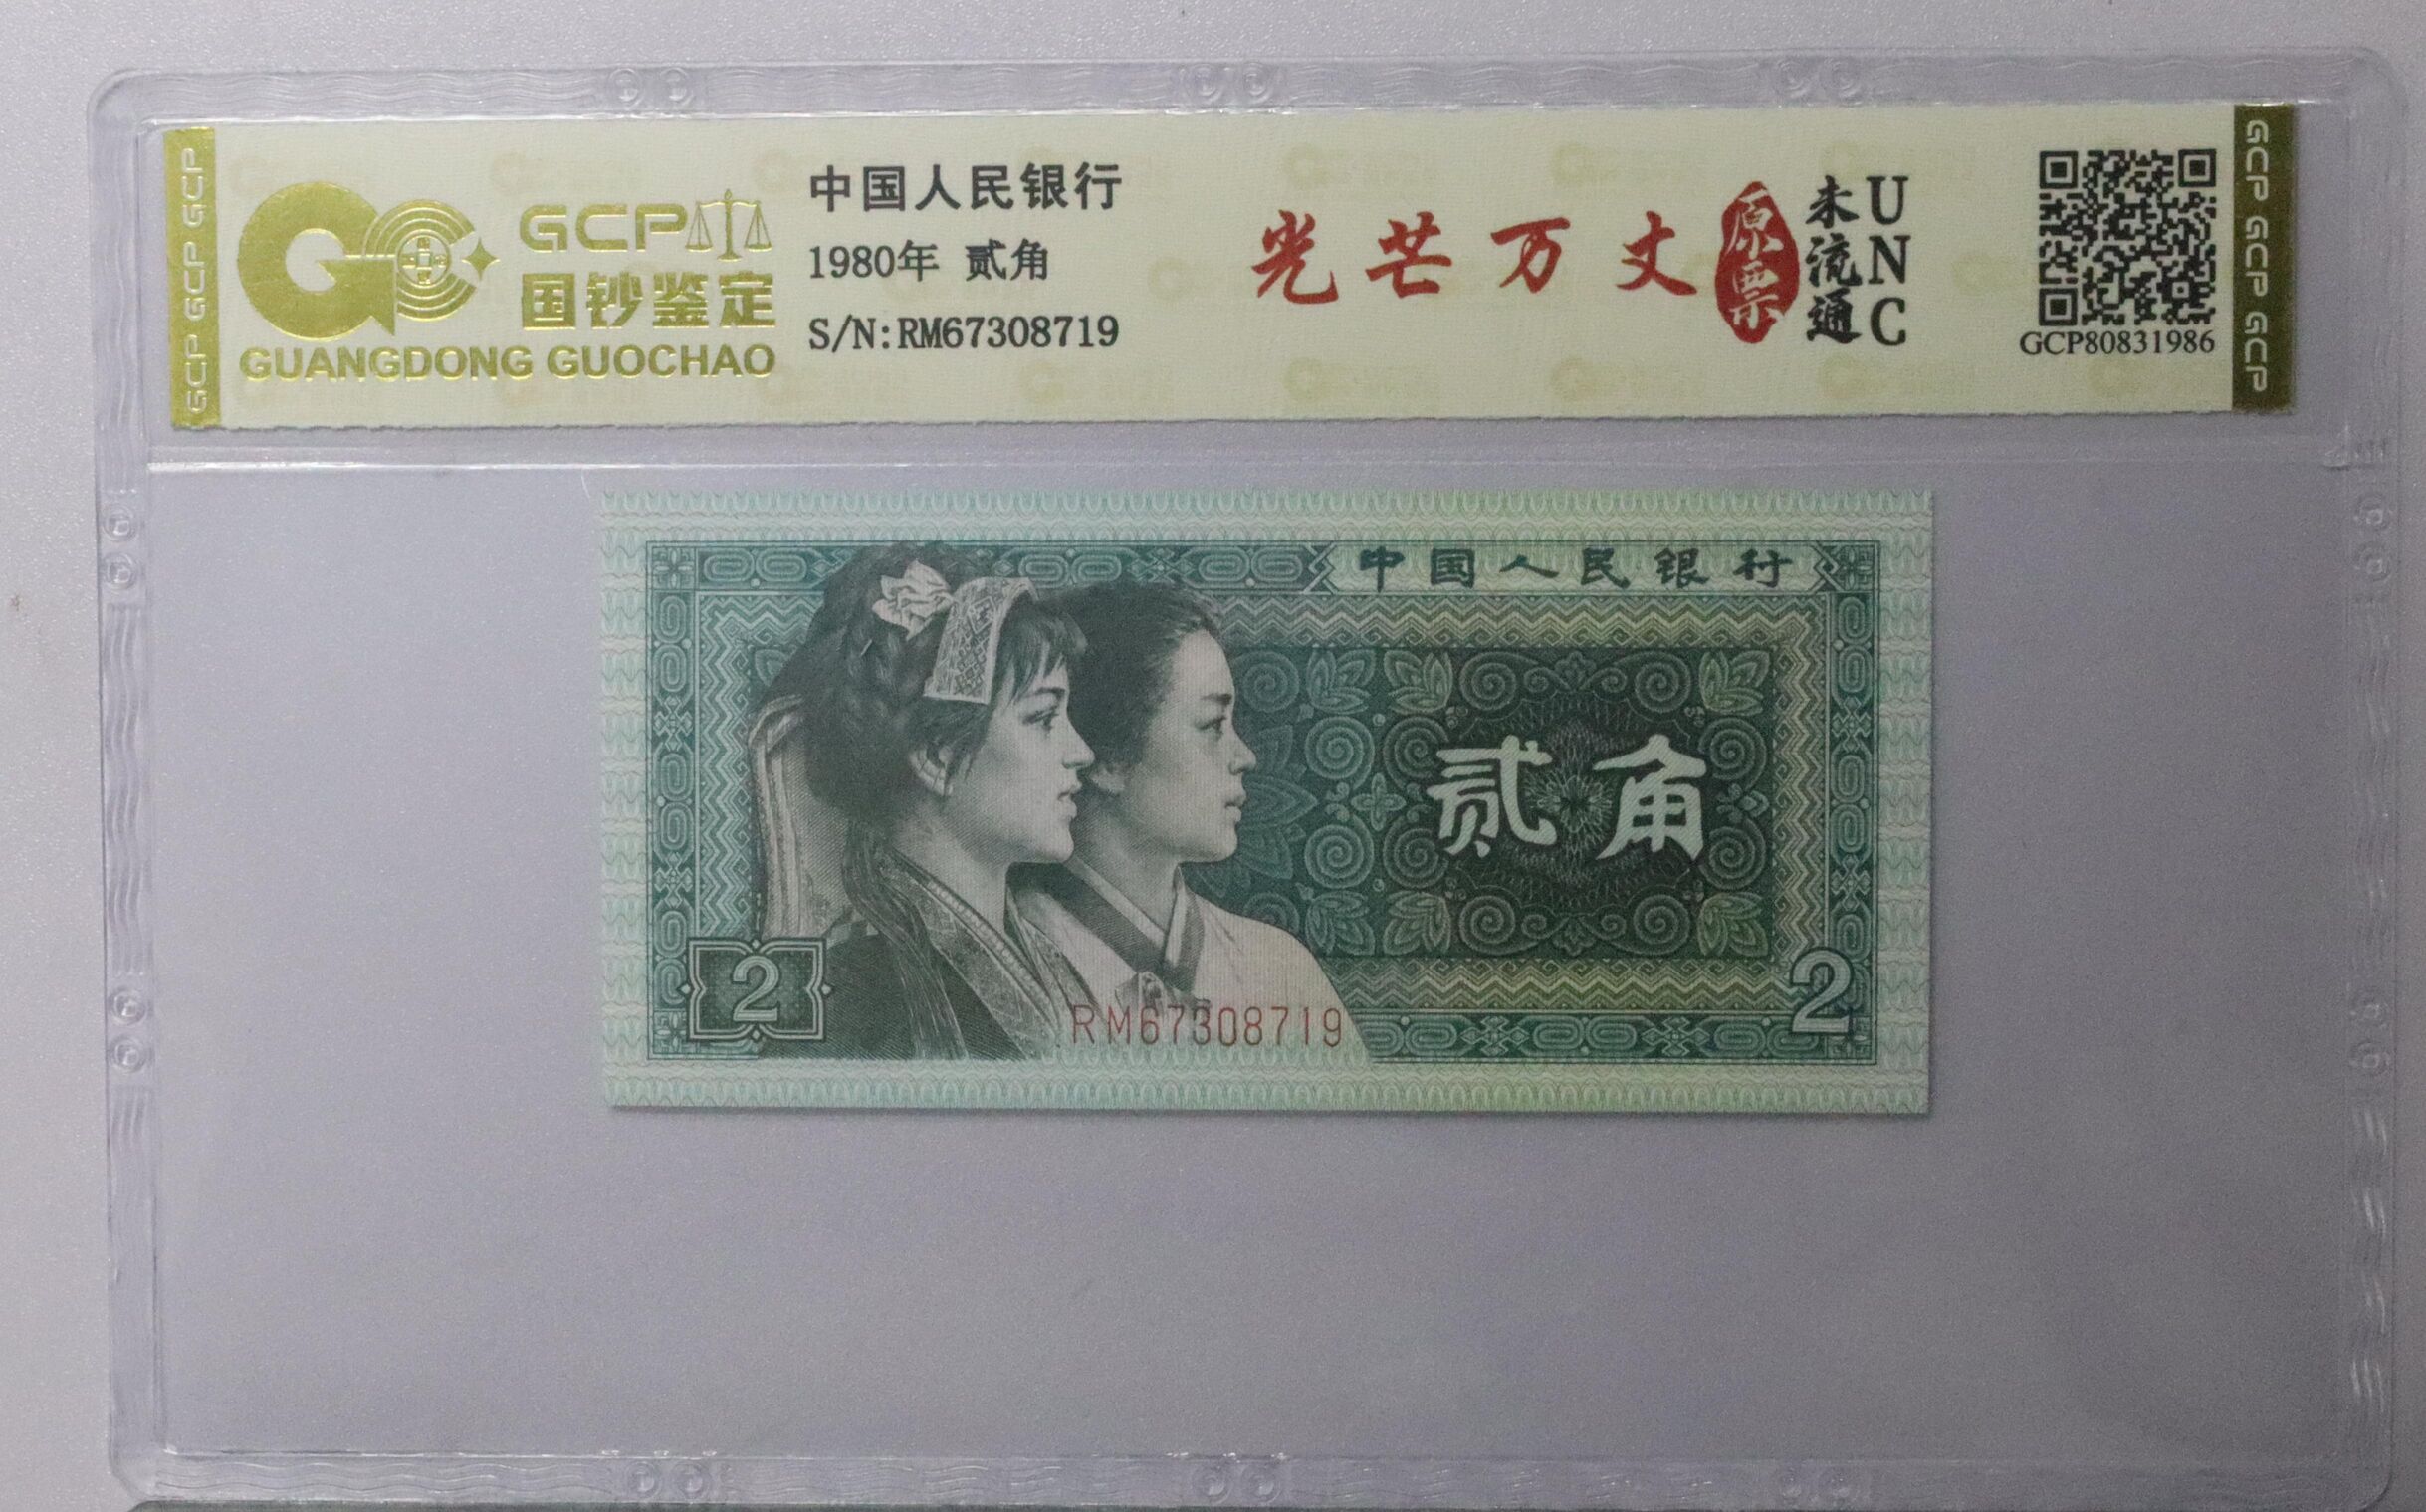 GCP GCP GCP
GCP
国钞鉴定
GUANGDONG GUOCHAO
中国人民银行
1980年 贰角
S/N:RM67308719
光芒万丈
原票
未流通
UNC
GCP80831986
GCP GCP GCP
中国人民银行
贰角
2
2
RM67308719